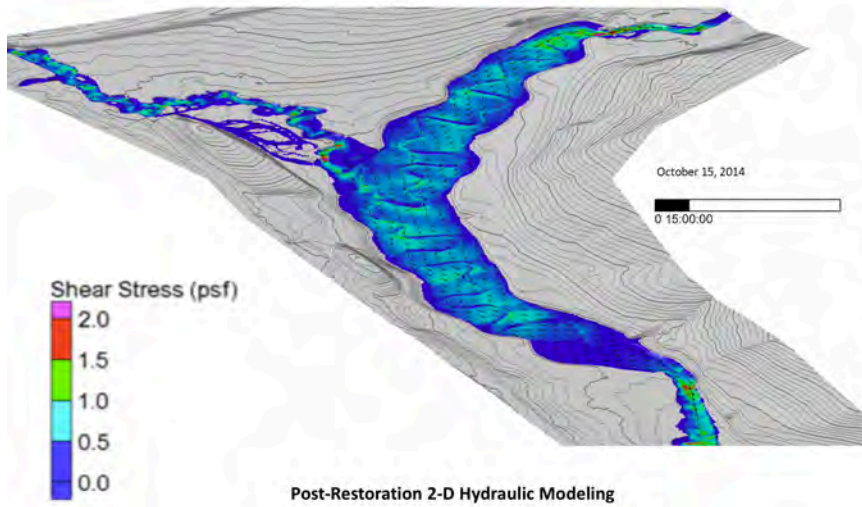 October 15, 2014
0 15:00:00
Shear Stress (psf)
2.0
1.5
1.0
0.5
0.0
Post-Restoration 2-D Hydraulic Modeling